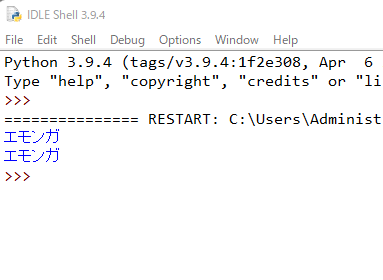 IDLE Shell 3.9.4
File Edit Shell Debug Options Window Help
Python 3.9.4 (tags/v3.9.4:1f2e308, Apr  6
Type "help", "copyright", "credits" or "li
>>>
=============== RESTART: C:\Users\Administ
エモンガ
エモンガ
>>>